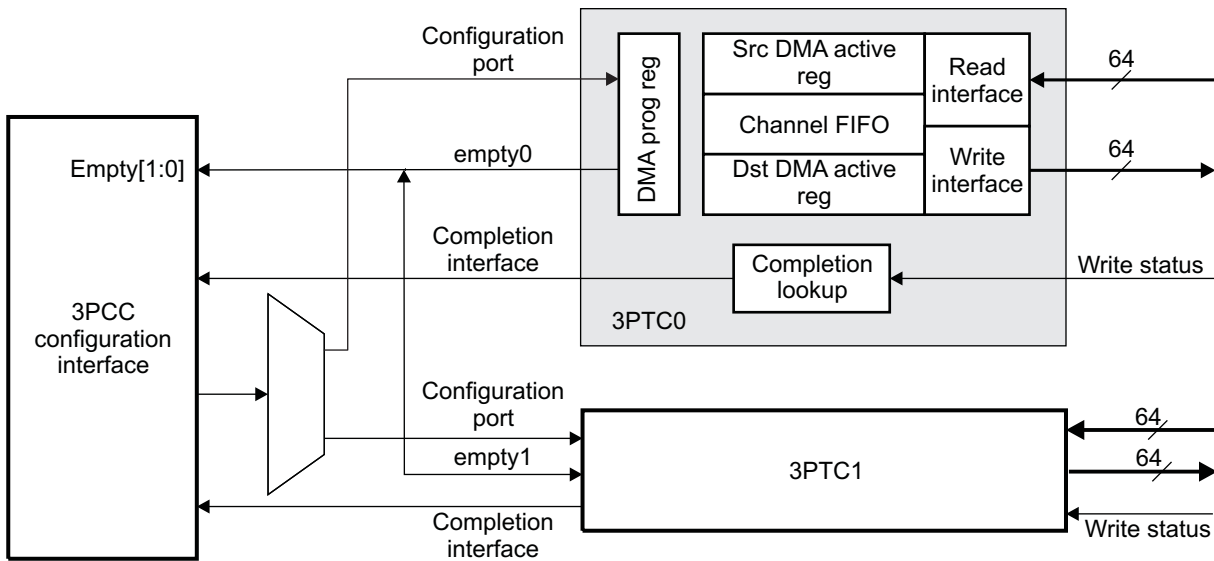 Configuration
port
DMA prog reg
Src DMA active
reg
Channel FIFO
Dst DMA active
reg
Read
interface
Write
interface
64
64
Empty[1:0]
empty0
Completion
interface
Completion
lookup
Write status
3PTC0
3PCC
configuration
interface
Configuration
port
empty1
3PTC1
64
64
Completion
interface
Write status